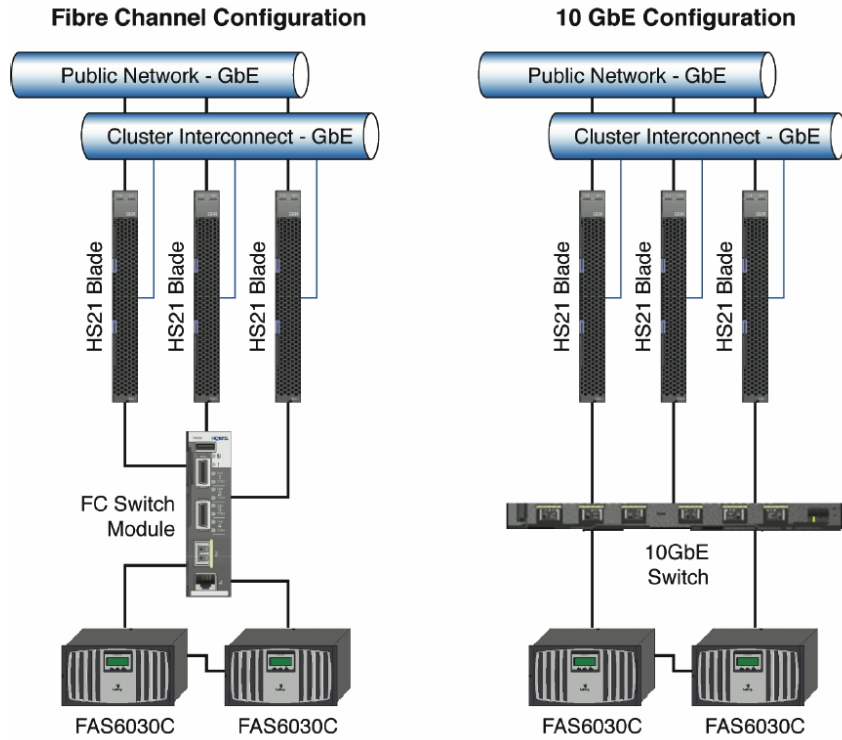 Fibre Channel Configuration
Public Network - GbE
Cluster Interconnect - GbE
HS21 Blade
HS21 Blade
HS21 Blade
FC Switch
Module
FAS6030C
FAS6030C
10 GbE Configuration
Public Network - GbE
Cluster Interconnect - GbE
HS21 Blade
HS21 Blade
HS21 Blade
10GbE
Switch
FAS6030C
FAS6030C